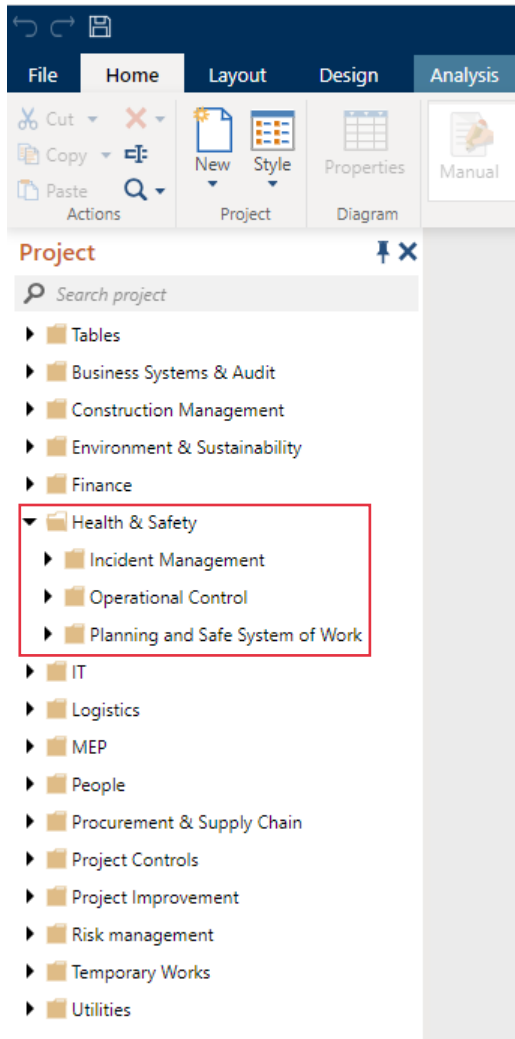 File Home Layout Design Analysis
Cut
Copy
Paste
Actions
New Style
Project
Properties
Diagram
Manual
Project
Search project
Tables
Business Systems & Audit
Construction Management
Environment & Sustainability
Finance
Health & Safety
Incident Management
Operational Control
Planning and Safe System of Work
IT
Logistics
MEP
People
Procurement & Supply Chain
Project Controls
Project Improvement
Risk management
Temporary Works
Utilities